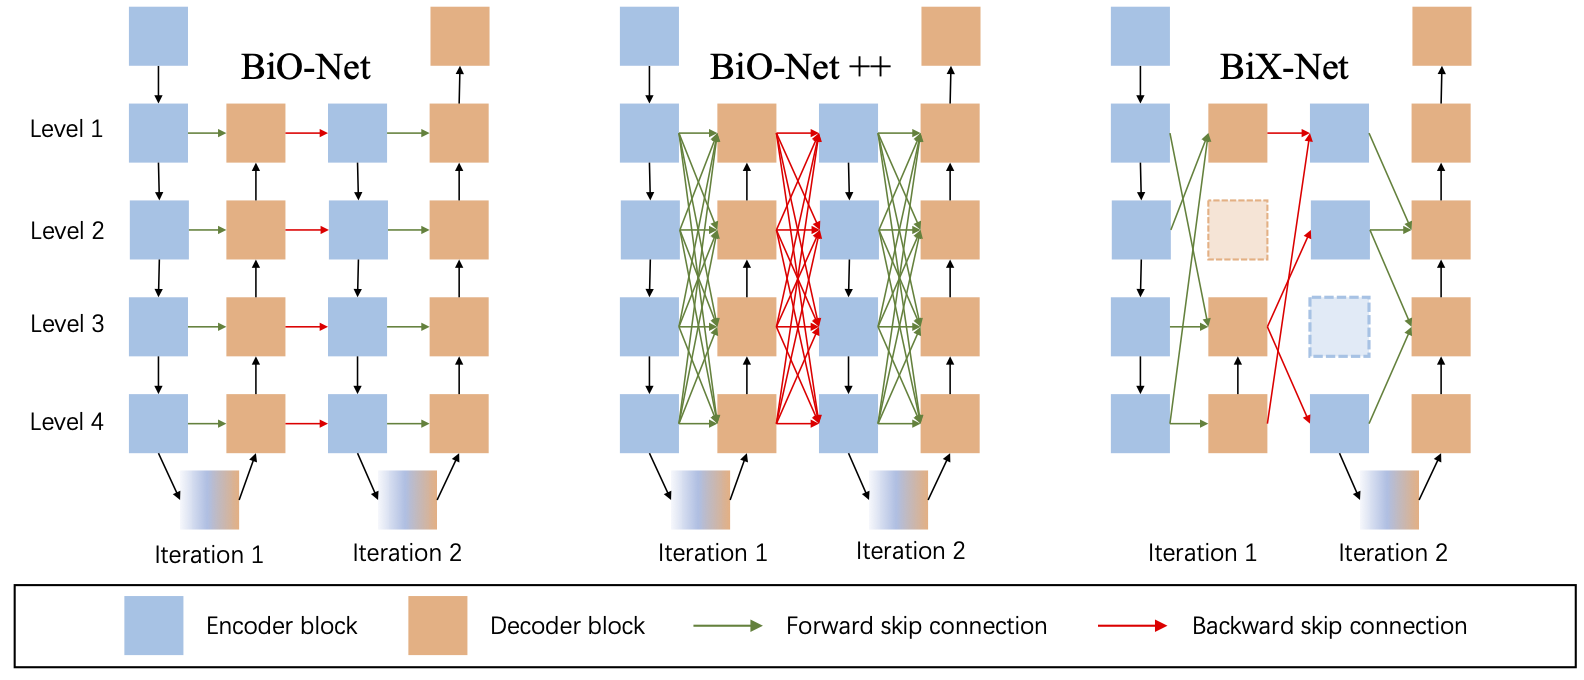 BiO-Net
BiO-Net ++
BiX-Net
Level 1
Level 2
Level 3
Level 4
Iteration 1
Iteration 2
Iteration 1
Iteration 2
Iteration 1
Iteration 2
Encoder block
Decoder block
Forward skip connection
Backward skip connection